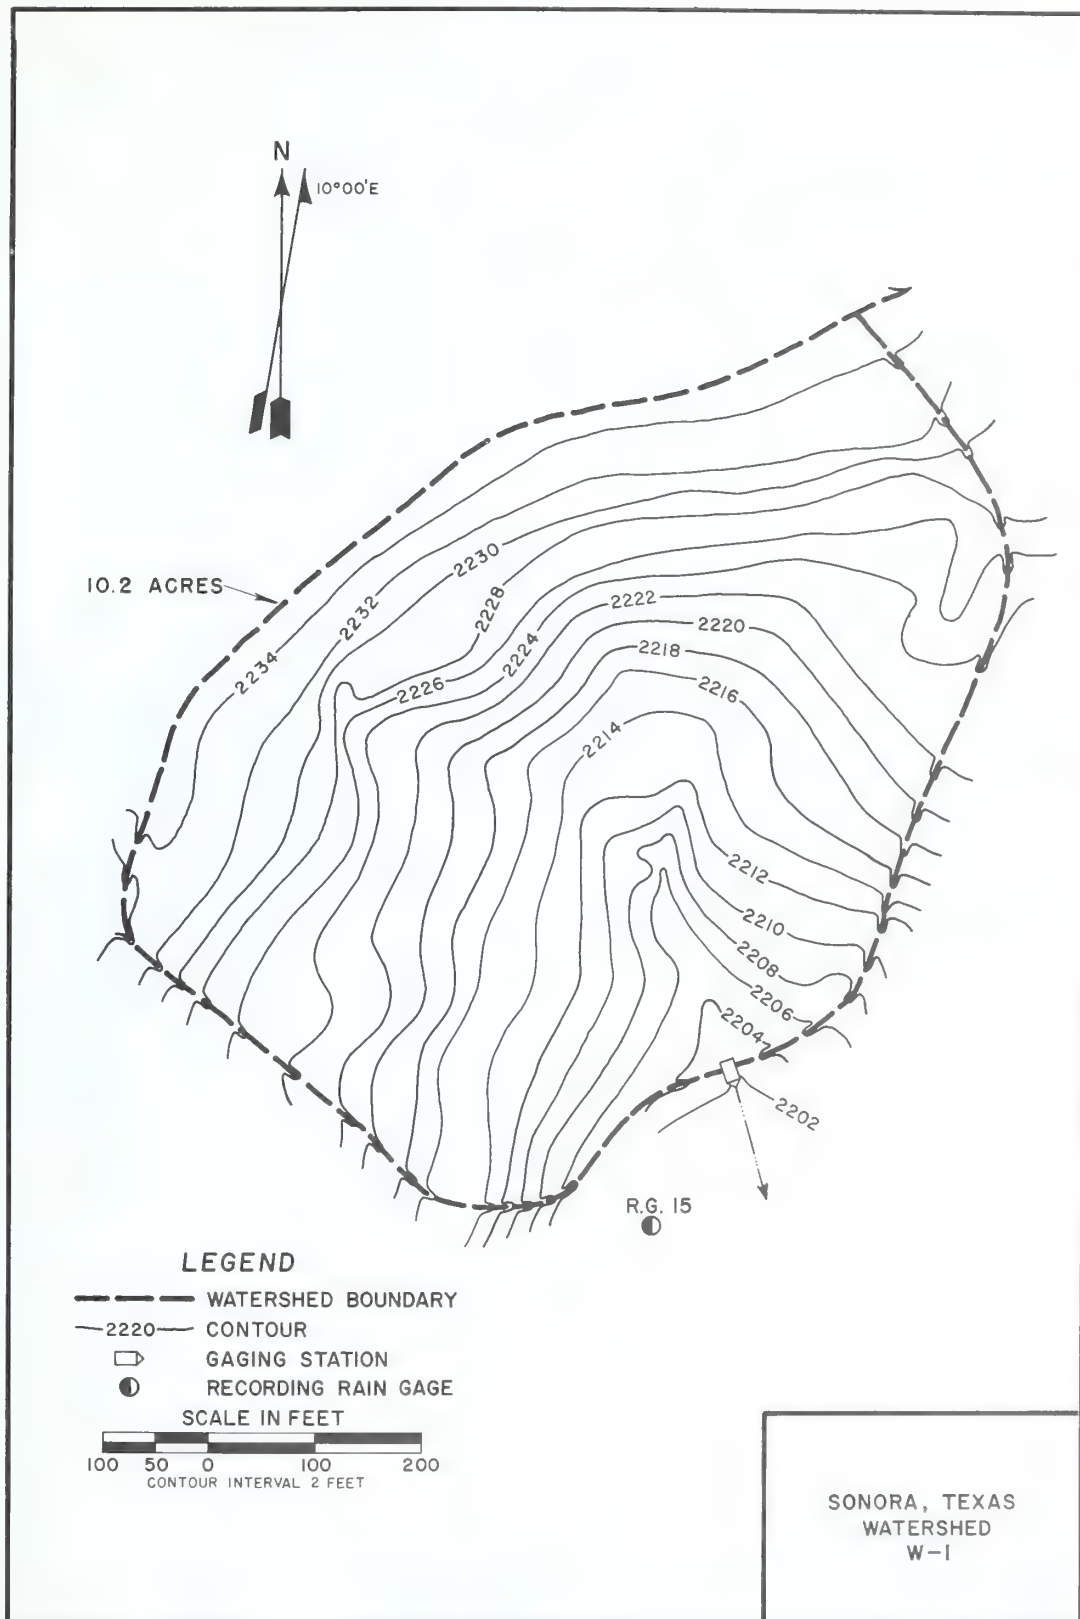 N
10°00'E
10.2 ACRES
2234
2232
2230
2228
2226
2224
2222
2220
2218
2216
2214
2212
2210
2208
2206
2204
2202
R.G. 15
LEGEND
WATERSHED BOUNDARY
2220 CONTOUR
GAGING STATION
RECORDING RAIN GAGE
SCALE IN FEET
100 50 0 100 200
CONTOUR INTERVAL 2 FEET
SONORA, TEXAS
WATERSHED
W-1